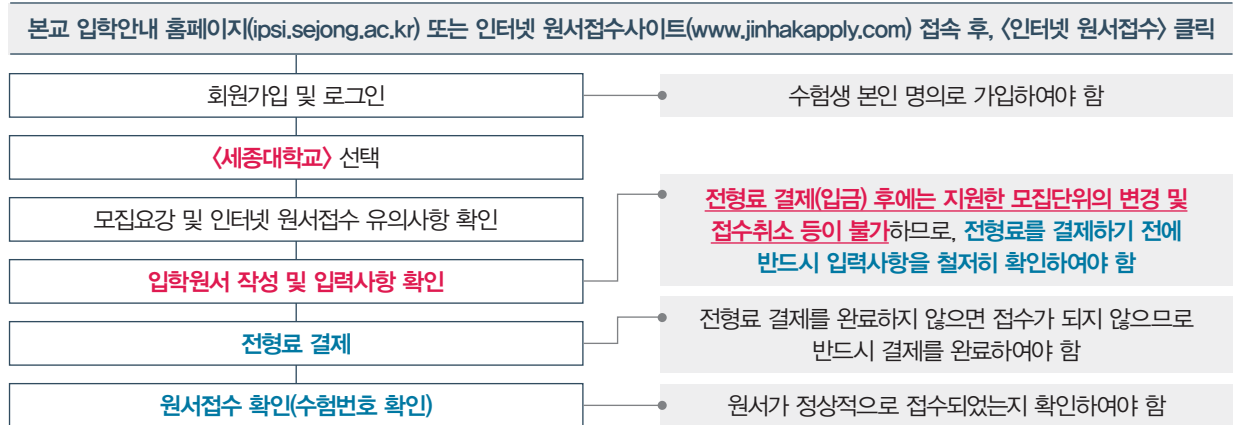 본교 입학안내 홈페이지(ipsi.sejong.ac.kr) 또는 인터넷 원서접수사이트(www.jinhakapply.com) 접속 후, 〈인터넷 원서접수〉 클릭
회원가입 및 로그인
수험생 본인 명의로 가입하여야 함
〈세종대학교〉 선택
모집요강 및 인터넷 원서접수 유의사항 확인
전형료 결제(입금) 후에는 지원한 모집단위의 변경 및
접수취소 등이 불가하므로, 전형료를 결제하기 전에
반드시 입력사항을 철저히 확인하여야 함
입학원서 작성 및 입력사항 확인
전형료 결제
전형료 결제를 완료하지 않으면 접수가 되지 않으므로
반드시 결제를 완료하여야 함
원서접수 확인(수험번호 확인)
원서가 정상적으로 접수되었는지 확인하여야 함